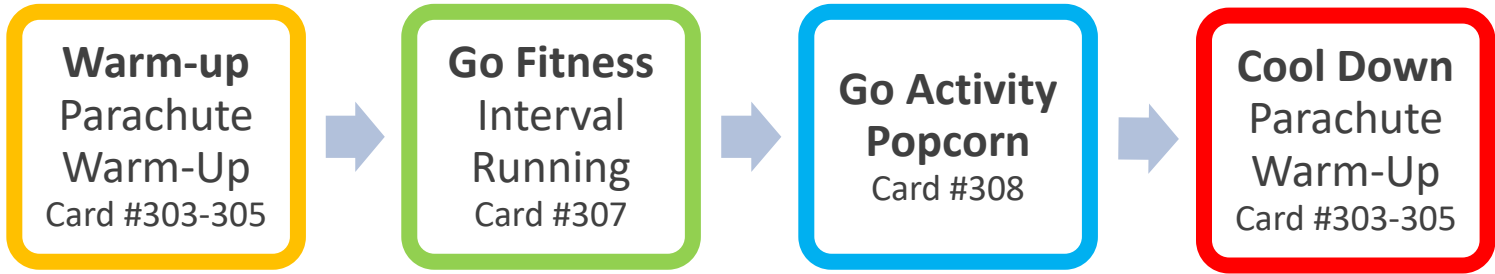 Warm-up
Parachute
Warm-Up
Card #303-305
Go Fitness
Interval
Running
Card #307
Go Activity
Popcorn
Card #308
Cool Down
Parachute
Warm-Up
Card #303-305